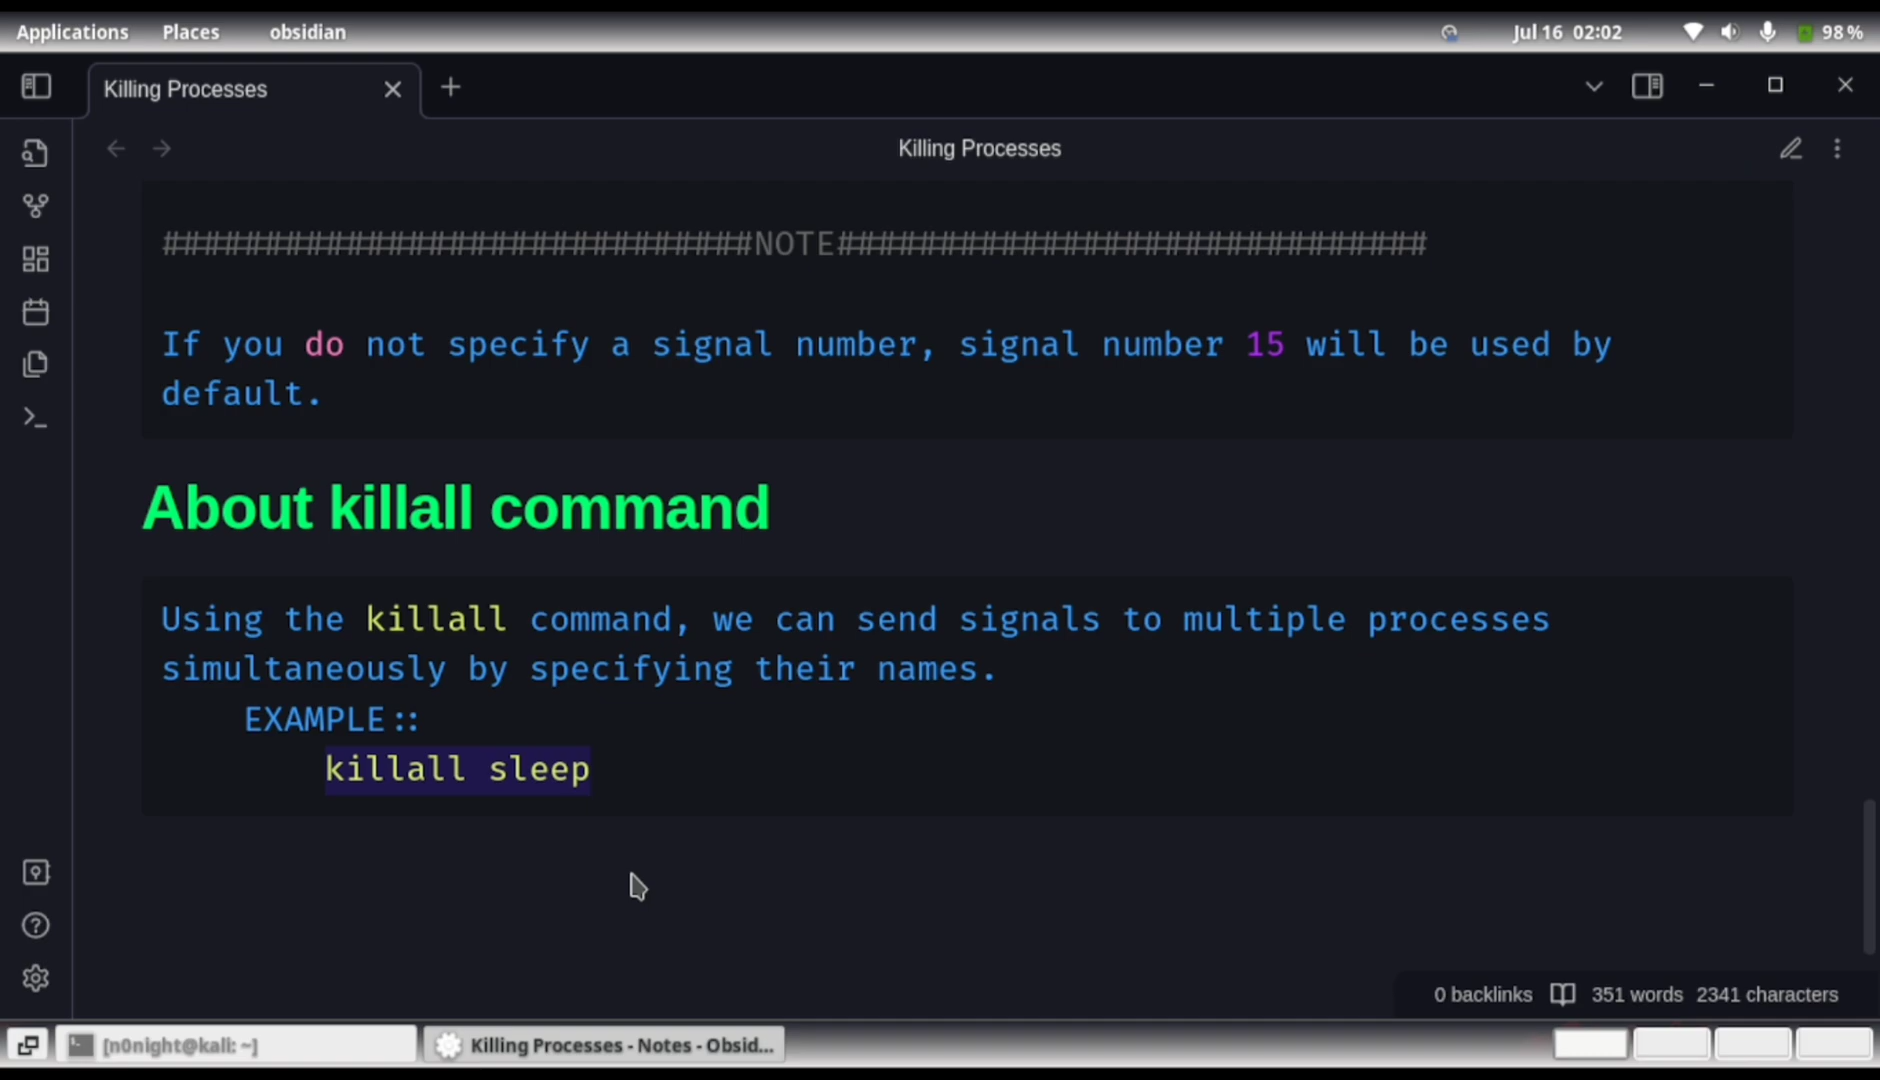 Applications Places obsidian Jul 16 02:02 98%
Killing Processes
Killing Processes
#############################NOTE#############################
If you do not specify a signal number, signal number 15 will be used by
default.
About killall command
Using the killall command, we can send signals to multiple processes
simultaneously by specifying their names.
EXAMPLE::
killall sleep
0 backlinks 351 words 2341 characters
[n0night@kali: ~] Killing Processes - Notes - Obsid...